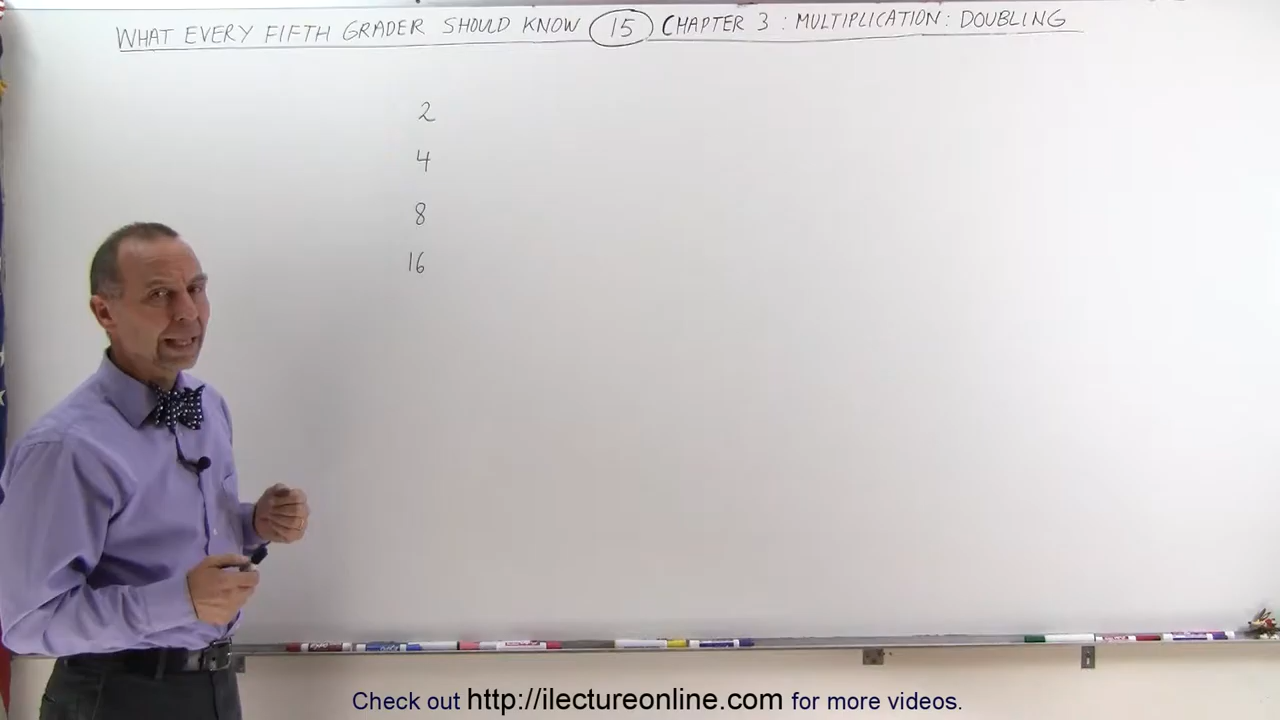 WHAT EVERY FIFTH GRADER SHOULD KNOW 15 CHAPTER 3 : MULTIPLICATION : DOUBLING
2
4
8
16
Check out http://ilectureonline.com for more videos.